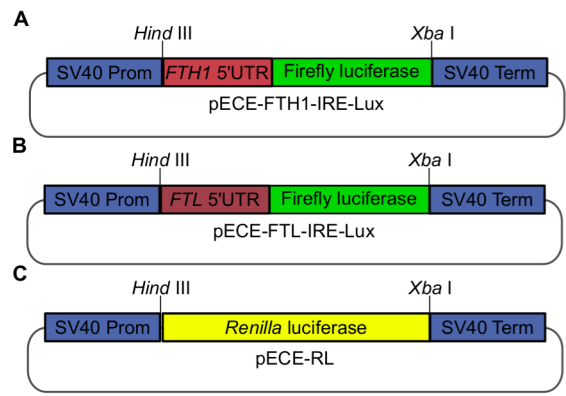 A
Hind III Xba I
SV40 Prom FTH1 5'UTR Firefly luciferase SV40 Term
pECE-FTH1-IRE-Lux
B
Hind III Xba I
SV40 Prom FTL 5'UTR Firefly luciferase SV40 Term
pECE-FTL-IRE-Lux
C
Hind III Xba I
SV40 Prom Renilla luciferase SV40 Term
pECE-RL